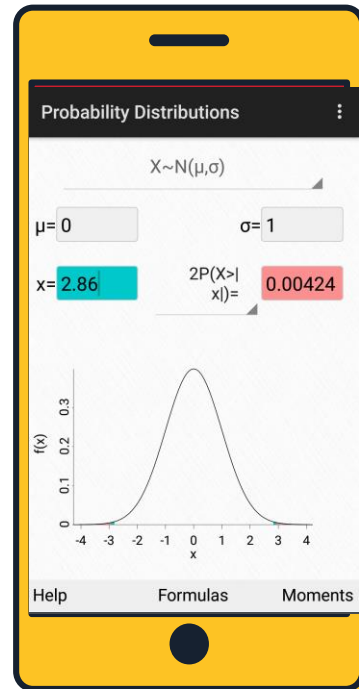 Probability Distributions
X~N(μ,σ)
μ= 0
σ= 1
x= 2.86
2P(X>|
x|)=
0.00424
f(x)
0.3
0.2
0.1
0
-4 -3 -2 -1 0 1 2 3 4
x
Help Formulas Moments